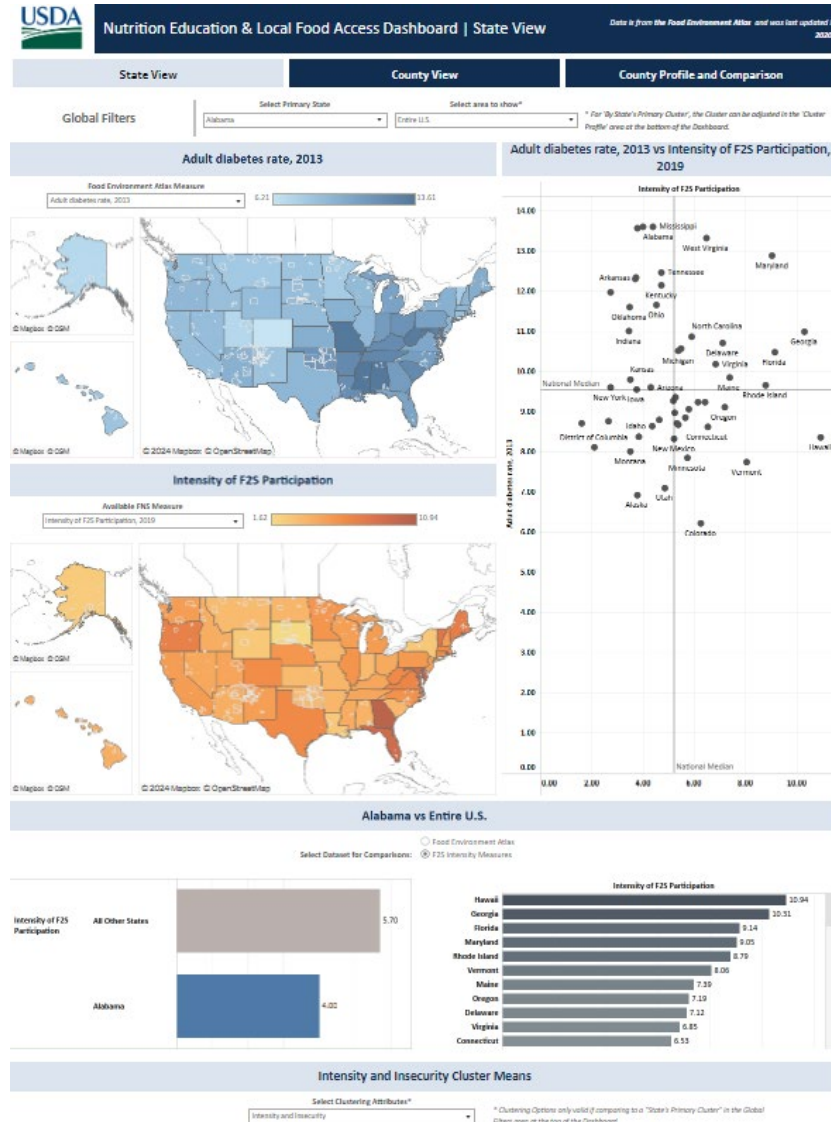 USDA
Nutrition Education & Local Food Access Dashboard | State View
Data is from the Food Environment Atlas and was last updated
2020
State View
County View
County Profile and Comparison
Global Filters
Select Primary State
Alabama
Select area to show*
Entire U.S.
* For 'By State's Primary Cluster', the Cluster can be adjusted in the 'Cluster
Profile' area at the bottom of the Dashboard.
Adult diabetes rate, 2013
Food Environment Atlas Measure
Adult diabetes rate, 2013
6.21
13.61
© Mapbox © OSM
© Mapbox © OSM
© 2024 Mapbox © OpenStreetMap
Intensity of F2S Participation
Available FNS Measure
Intensity of F2S Participation, 2019
1.62
10.94
© Mapbox © OSM
© Mapbox © OSM
© 2024 Mapbox © OpenStreetMap
Adult diabetes rate, 2013 vs Intensity of F2S Participation,
2019
Intensity of F2S Participation
14.00
13.00
12.00
11.00
10.00
9.00
8.00
7.00
6.00
5.00
4.00
3.00
2.00
1.00
0.00
Adult diabetes rate, 2013
Mississippi
Alabama
West Virginia
Maryland
Arkansas
Tennessee
Kentucky
Oklahoma
Ohio
Indiana
North Carolina
Georgia
Michigan
Delaware
Florida
Virginia
Kansas
National Median
Arizona
Maine
Rhode Island
New York
Iowa
Oregon
Idaho
District of Columbia
Connecticut
Hawaii
New Mexico
Montana
Minnesota
Vermont
Utah
Alaska
Colorado
National Median
0.00
2.00
4.00
6.00
8.00
10.00
Alabama vs Entire U.S.
Select Dataset for Comparisons:
Food Environment Atlas
F2S Intensity Measures
Intensity of F2S
Participation
All Other States
5.70
Alabama
4.00
Intensity of F2S Participation
Hawaii 10.94
Georgia 10.31
Florida 9.14
Maryland 9.05
Rhode Island 8.79
Vermont 8.06
Maine 7.39
Oregon 7.19
Delaware 7.12
Virginia 6.85
Connecticut 6.53
Intensity and Insecurity Cluster Means
Select Clustering Attributes*
Intensity and Insecurity
* Clustering Options only valid if comparing to a "State's Primary Cluster" in the Global
Filters area at the top of the Dashboard.